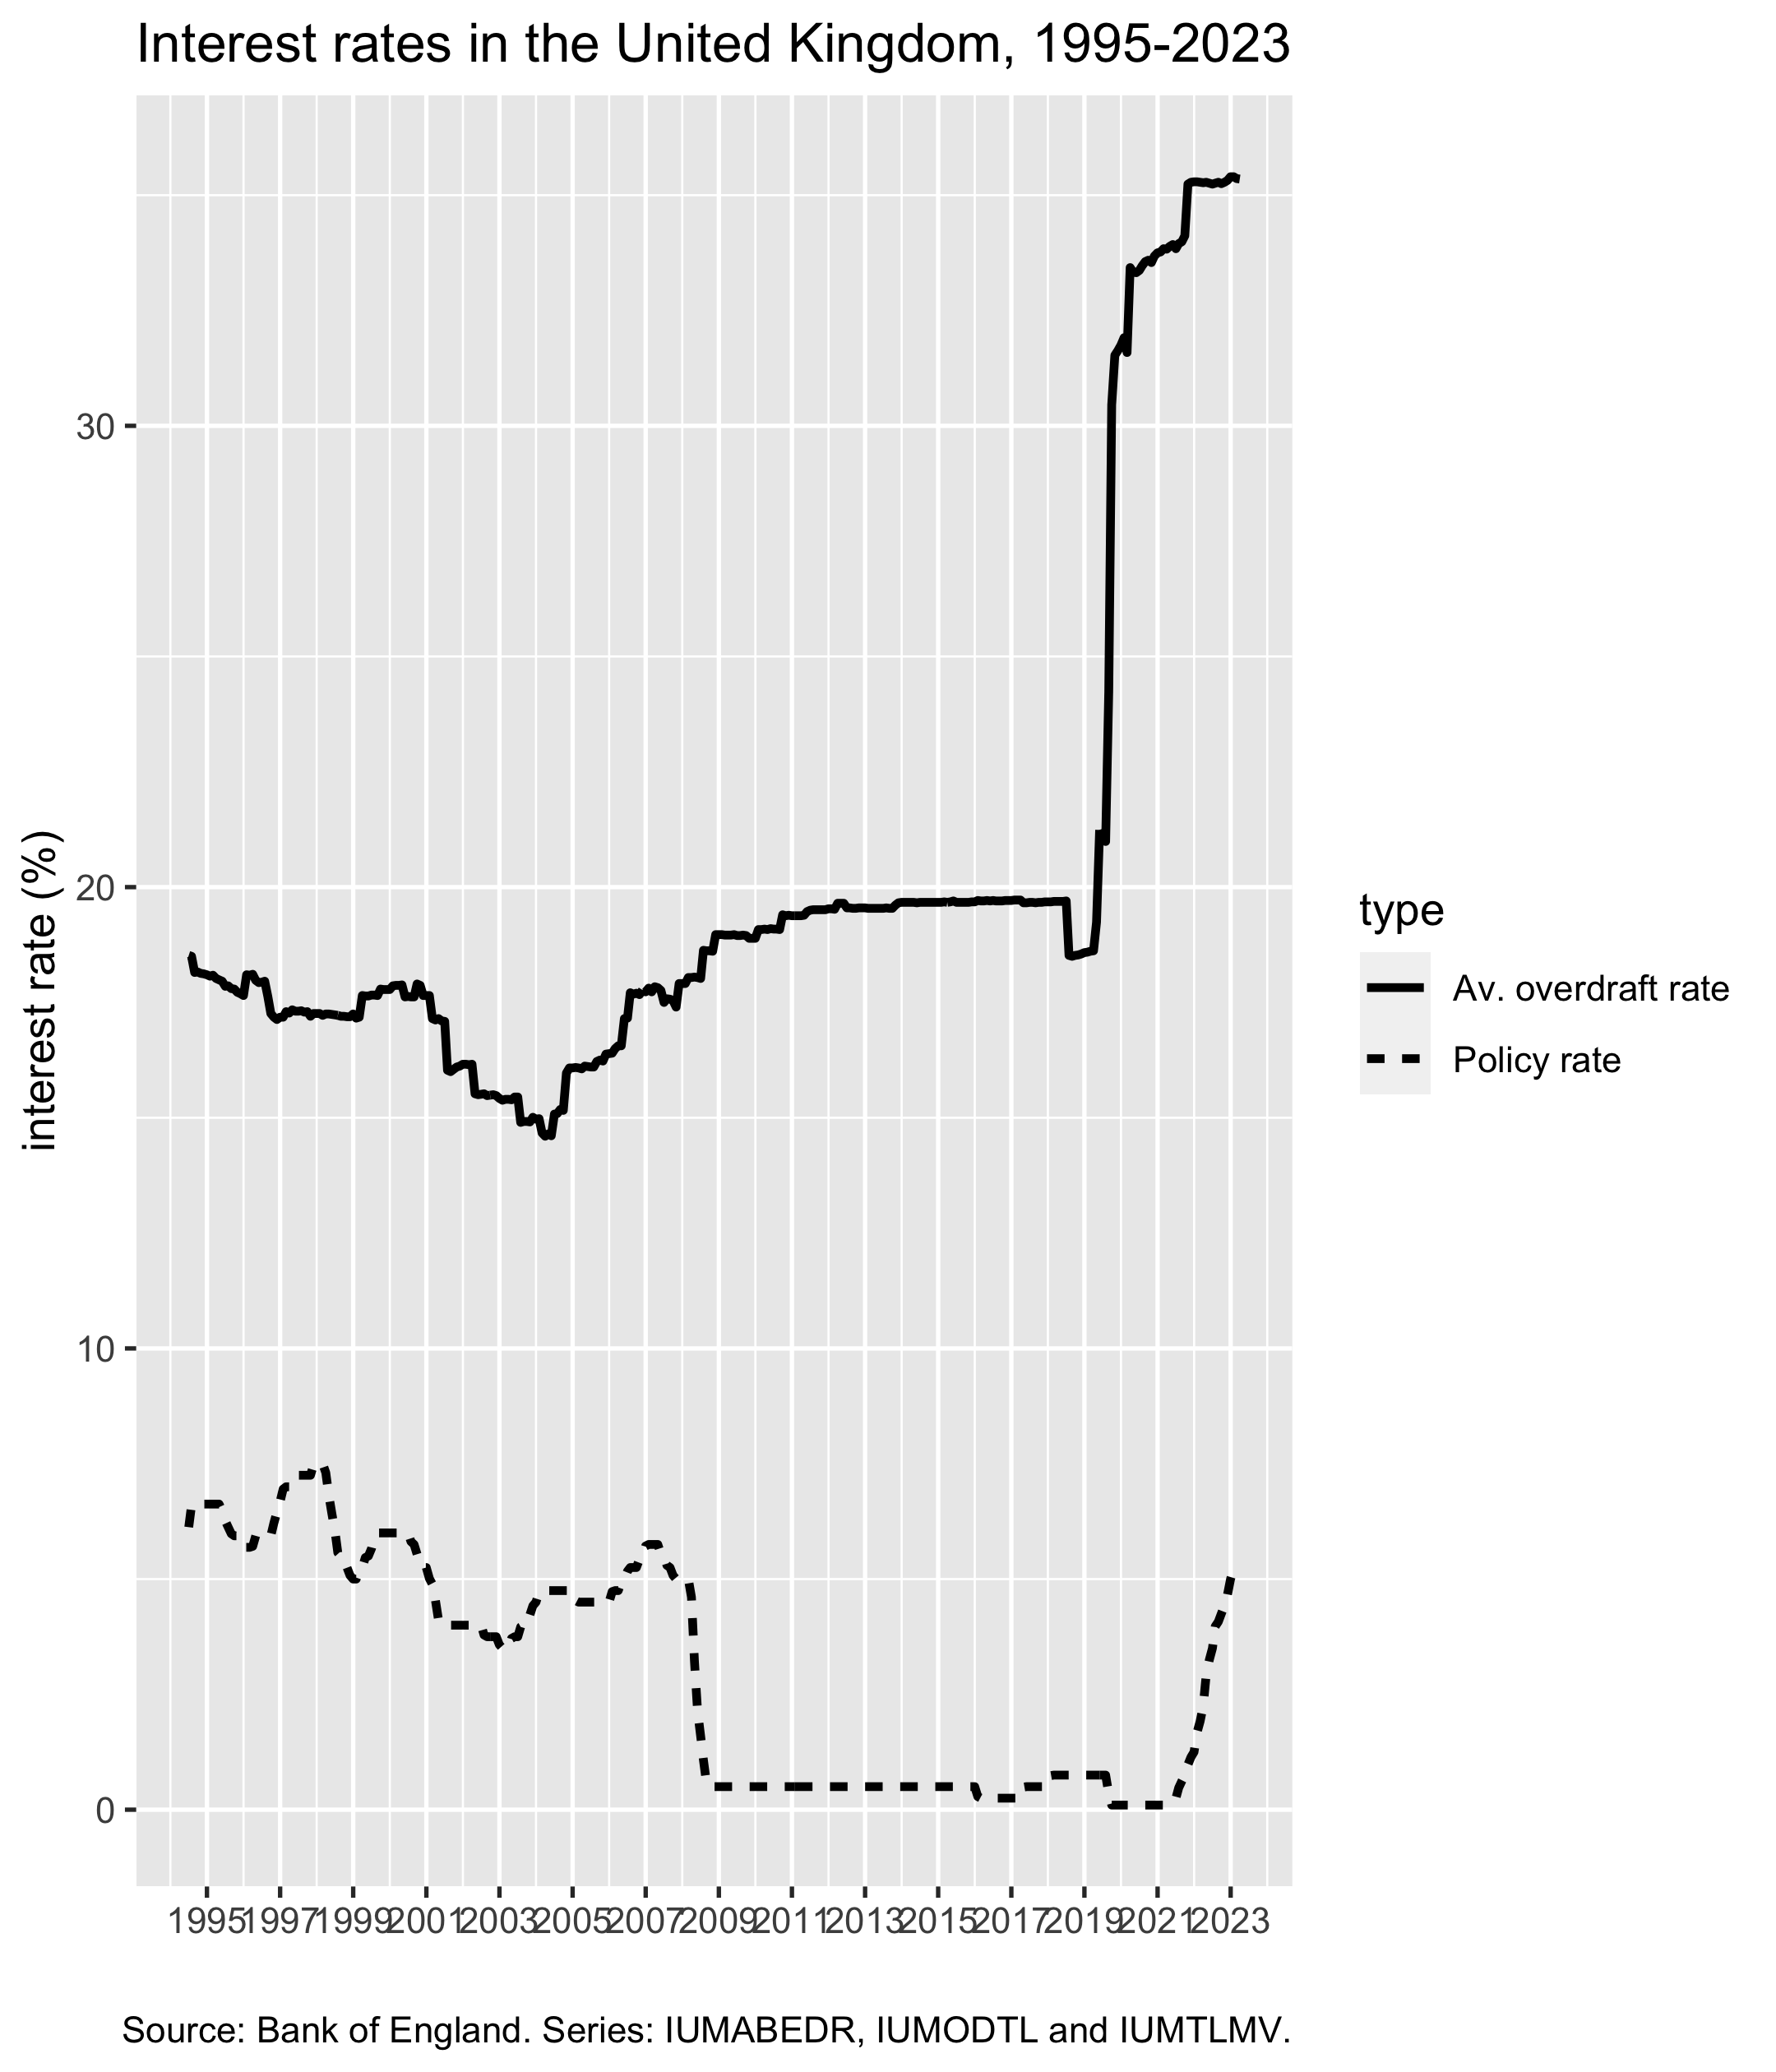 Interest rates in the United Kingdom, 1995-2023
interest rate (%)
30
20
10
0
1995 1997 1999 2001 2003 2005 2007 2009 2011 2013 2015 2017 2019 2021 2023
type
Av. overdraft rate
Policy rate
Source: Bank of England. Series: IUMABEDR, IUMODTL and IUMTLMV.